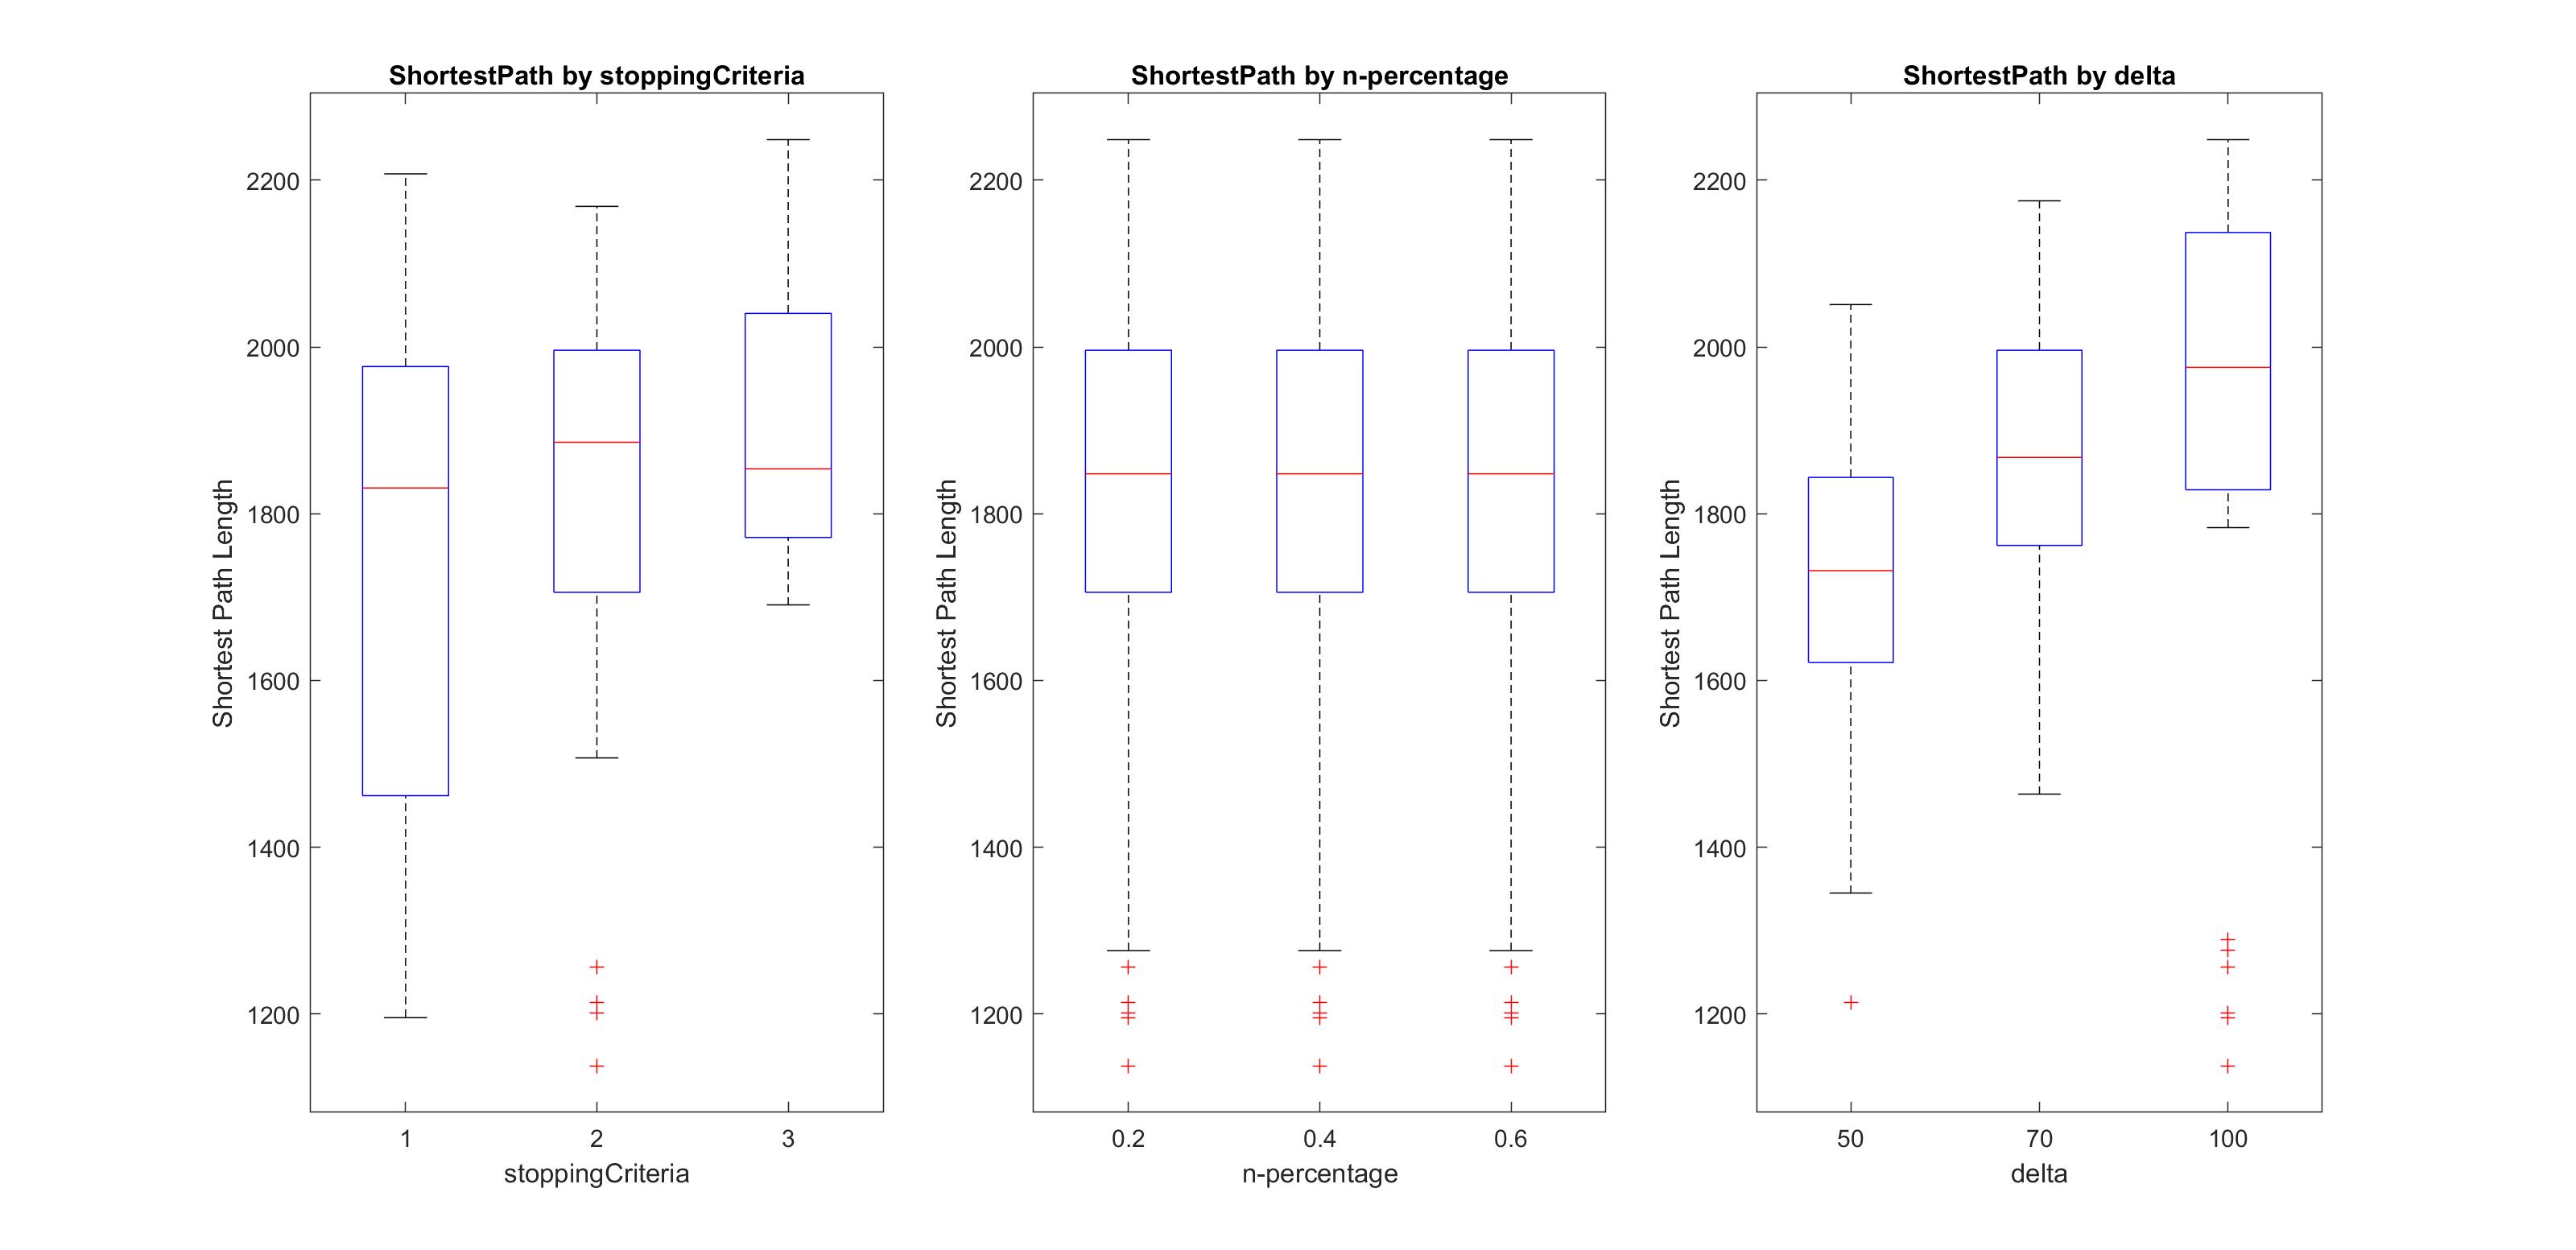 ShortestPath by stoppingCriteria
2200
2000
1800
1600
1400
1200
Shortest Path Length
1 2 3
stoppingCriteria
ShortestPath by n-percentage
2200
2000
1800
1600
1400
1200
Shortest Path Length
0.2 0.4 0.6
n-percentage
ShortestPath by delta
2200
2000
1800
1600
1400
1200
Shortest Path Length
50 70 100
delta